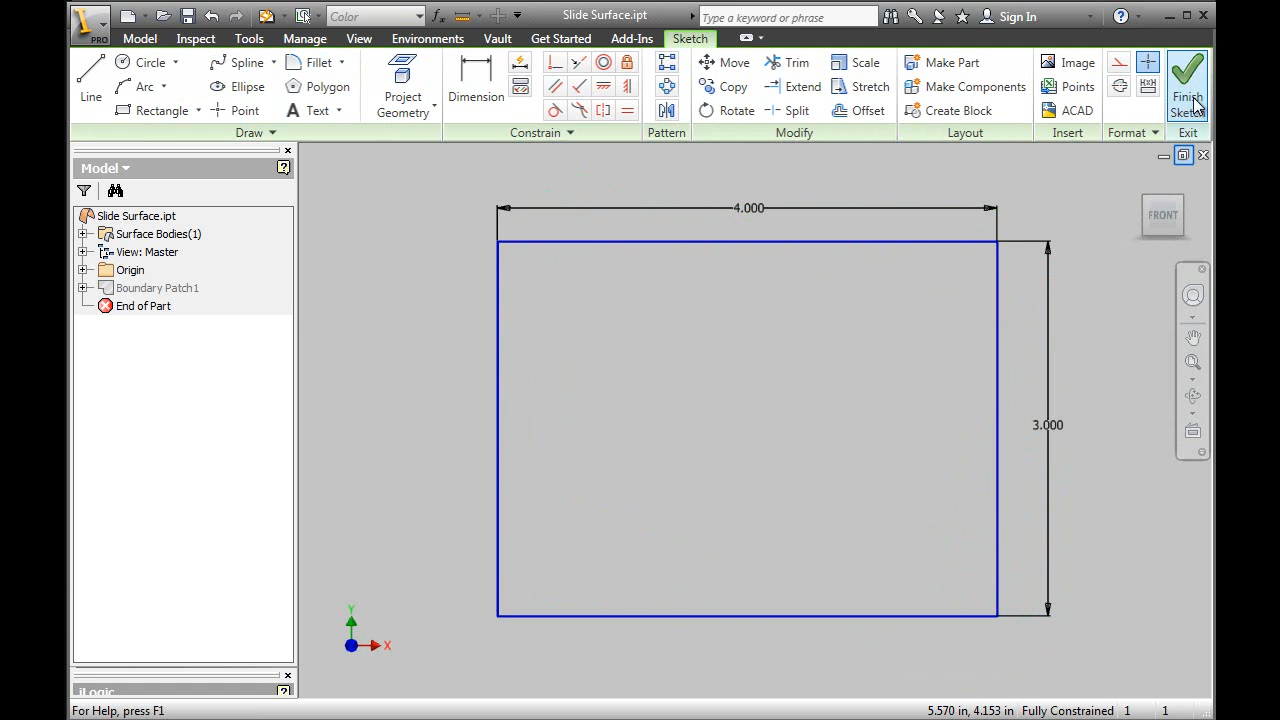 PRO
Color
Slide Surface.ipt
Type a keyword or phrase
Sign In
Model
Inspect
Tools
Manage
View
Environments
Vault
Get Started
Add-Ins
Sketch
Line
Circle
Arc
Rectangle
Spline
Ellipse
Point
Fillet
Polygon
Text
Project
Geometry
Dimension
Move
Copy
Rotate
Trim
Extend
Split
Scale
Stretch
Offset
Make Part
Make Components
Create Block
Image
Points
ACAD
Finish
Sketch
Draw
Constrain
Pattern
Modify
Layout
Insert
Format
Exit
Model
Slide Surface.ipt
Surface Bodies(1)
View: Master
Origin
Boundary Patch1
End of Part
iLogic
4.000
3.000
FRONT
Y
X
For Help, press F1
5.570 in, 4.153 in Fully Constrained 1 1